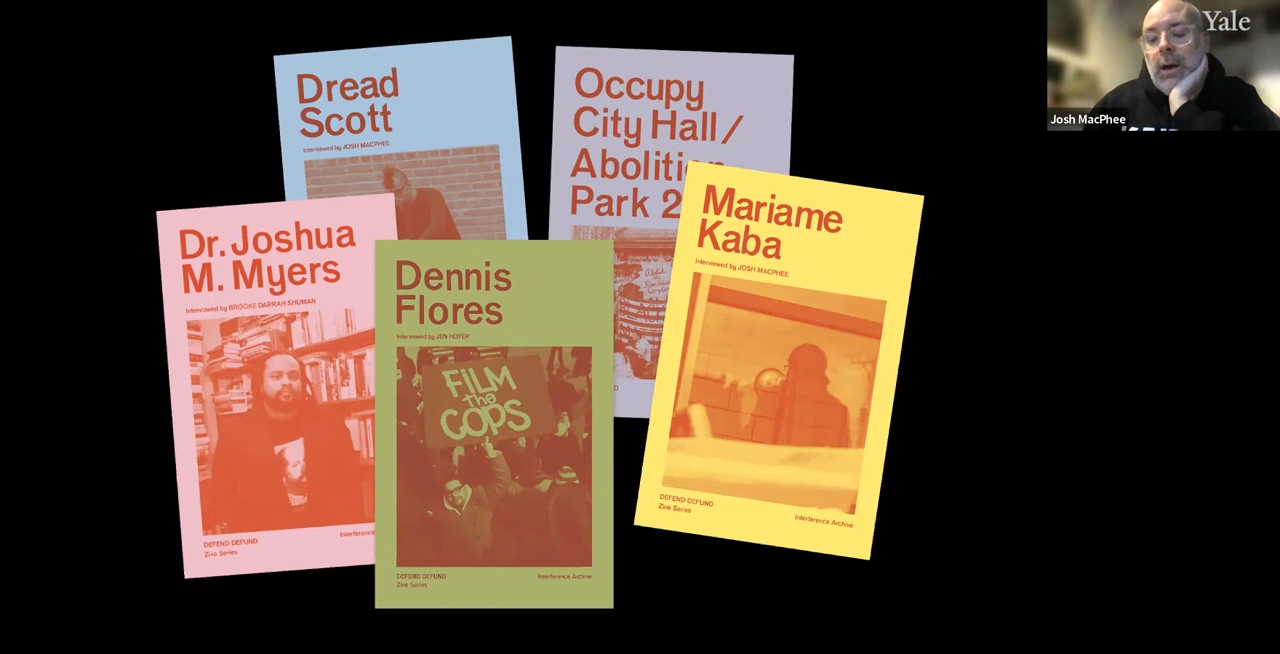 Dread
Scott
Interviewed by JOSH MACPHEE
Occupy
City Hall/
Abolition
Park 2
Dr. Joshua
M. Myers
Interviewed by BROOKE DARRAH SHUMAN
DEFEND DEFUND
Zine Series
Interference
Dennis
Flores
Interviewed by JEN HOYER
FiLM
the
COPS
DEFEND DEFUND
Zine Series
Interference Archive
Mariame
Kaba
Interviewed by JOSH MACPHEE
DEFEND DEFUND
Zine Series
Interference Archive
Yale
Josh MacPhee